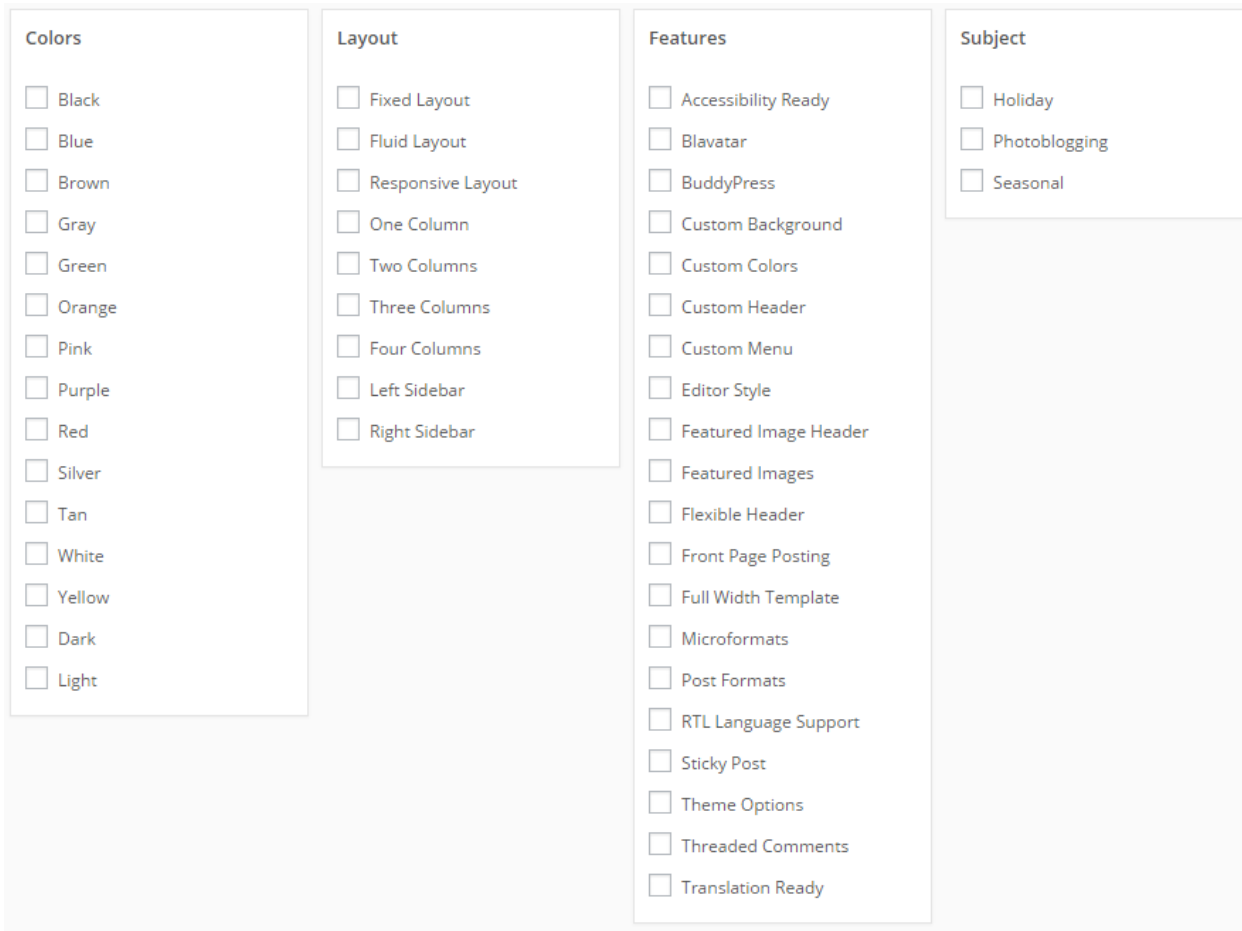 Colors
Black
Blue
Brown
Gray
Green
Orange
Pink
Purple
Red
Silver
Tan
White
Yellow
Dark
Light
Layout
Fixed Layout
Fluid Layout
Responsive Layout
One Column
Two Columns
Three Columns
Four Columns
Left Sidebar
Right Sidebar
Features
Accessibility Ready
Blavatar
BuddyPress
Custom Background
Custom Colors
Custom Header
Custom Menu
Editor Style
Featured Image Header
Featured Images
Flexible Header
Front Page Posting
Full Width Template
Microformats
Post Formats
RTL Language Support
Sticky Post
Theme Options
Threaded Comments
Translation Ready
Subject
Holiday
Photoblogging
Seasonal